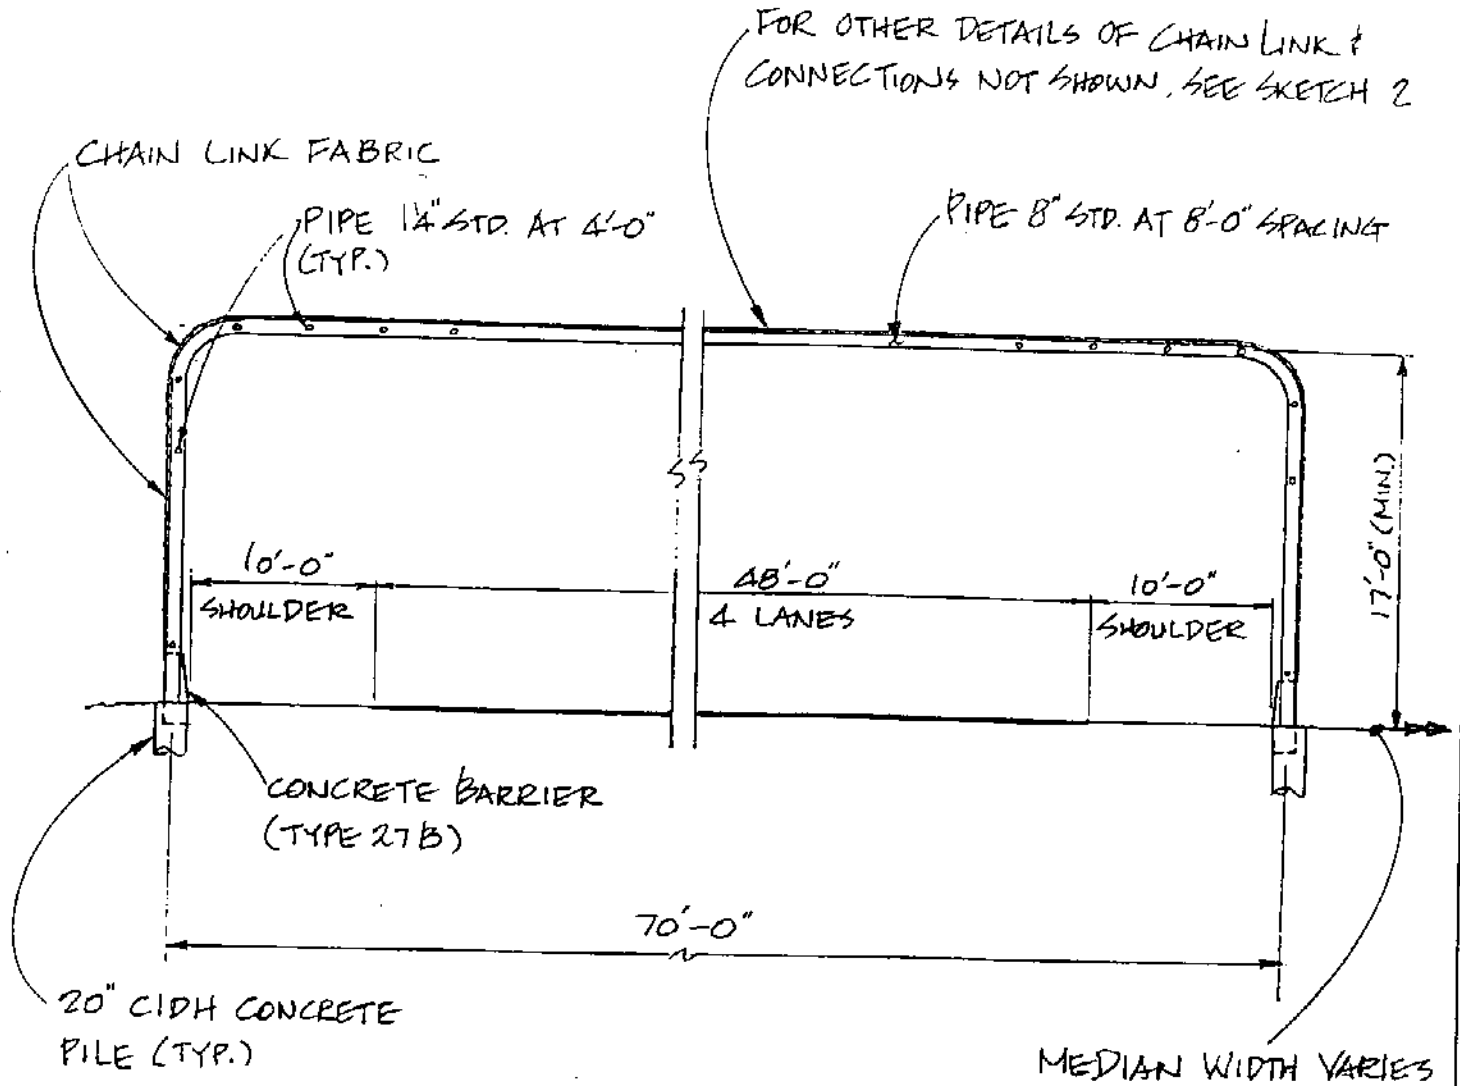 FOR OTHER DETAILS OF CHAIN LINK &
CONNECTIONS NOT SHOWN, SEE SKETCH 2
CHAIN LINK FABRIC
PIPE 1¼" STD. AT 4'-0"
(TYP.)
PIPE 8" STD. AT 8'-0" SPACING
17'-0" (MIN.)
10'-0"
SHOULDER
48'-0"
4 LANES
10'-0"
SHOULDER
CONCRETE BARRIER
(TYPE 27B)
70'-0"
20" CIDH CONCRETE
PILE (TYP.)
MEDIAN WIDTH VARIES